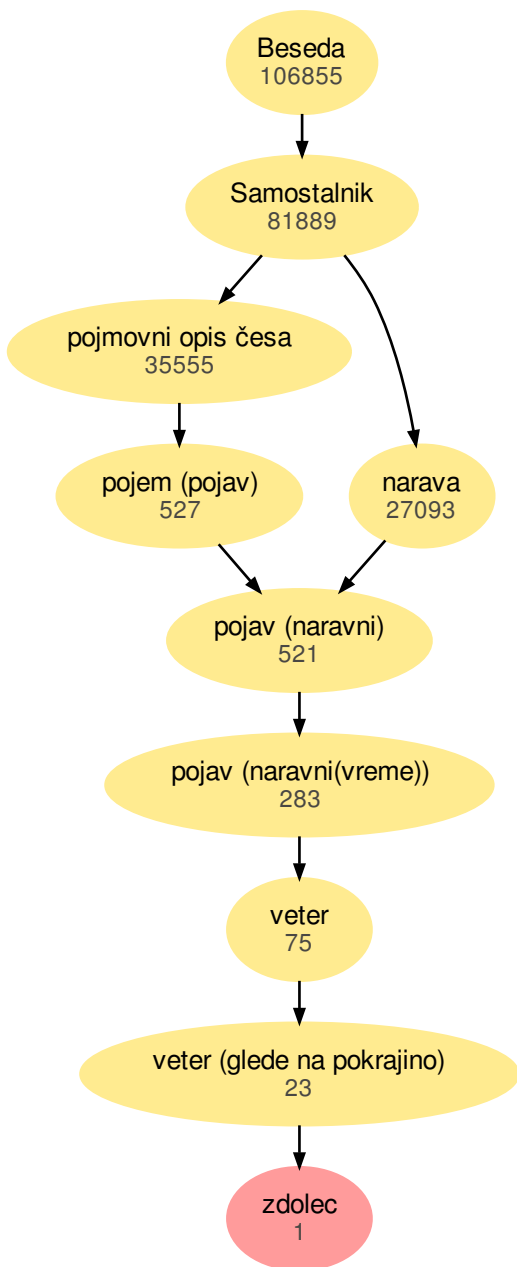 Beseda
106855
Samostalnik
81889
pojmovni opis česa
35555
pojem (pojav)
527
narava
27093
pojav (naravni)
521
pojav (naravni(vreme))
283
veter
75
veter (glede na pokrajino)
23
zdolec
1